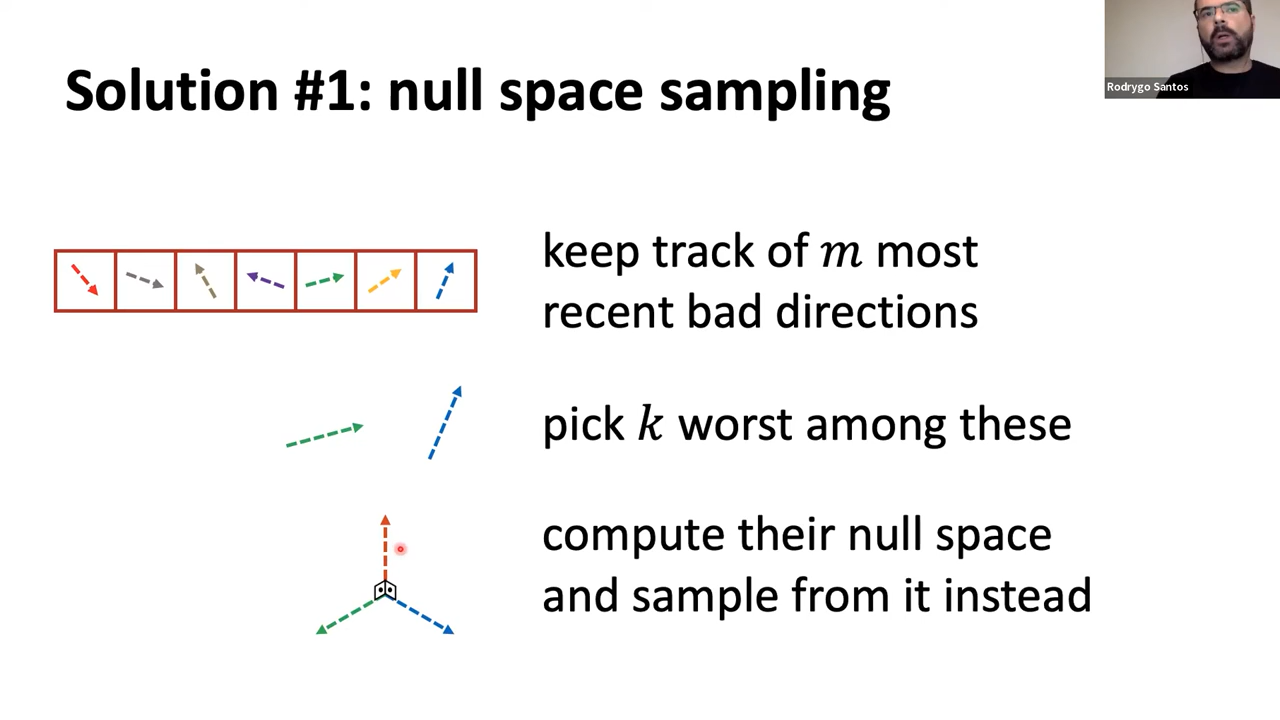 Solution #1: null space sampling
Rodrygo Santos
keep track of m most
recent bad directions
pick k worst among these
compute their null space
and sample from it instead